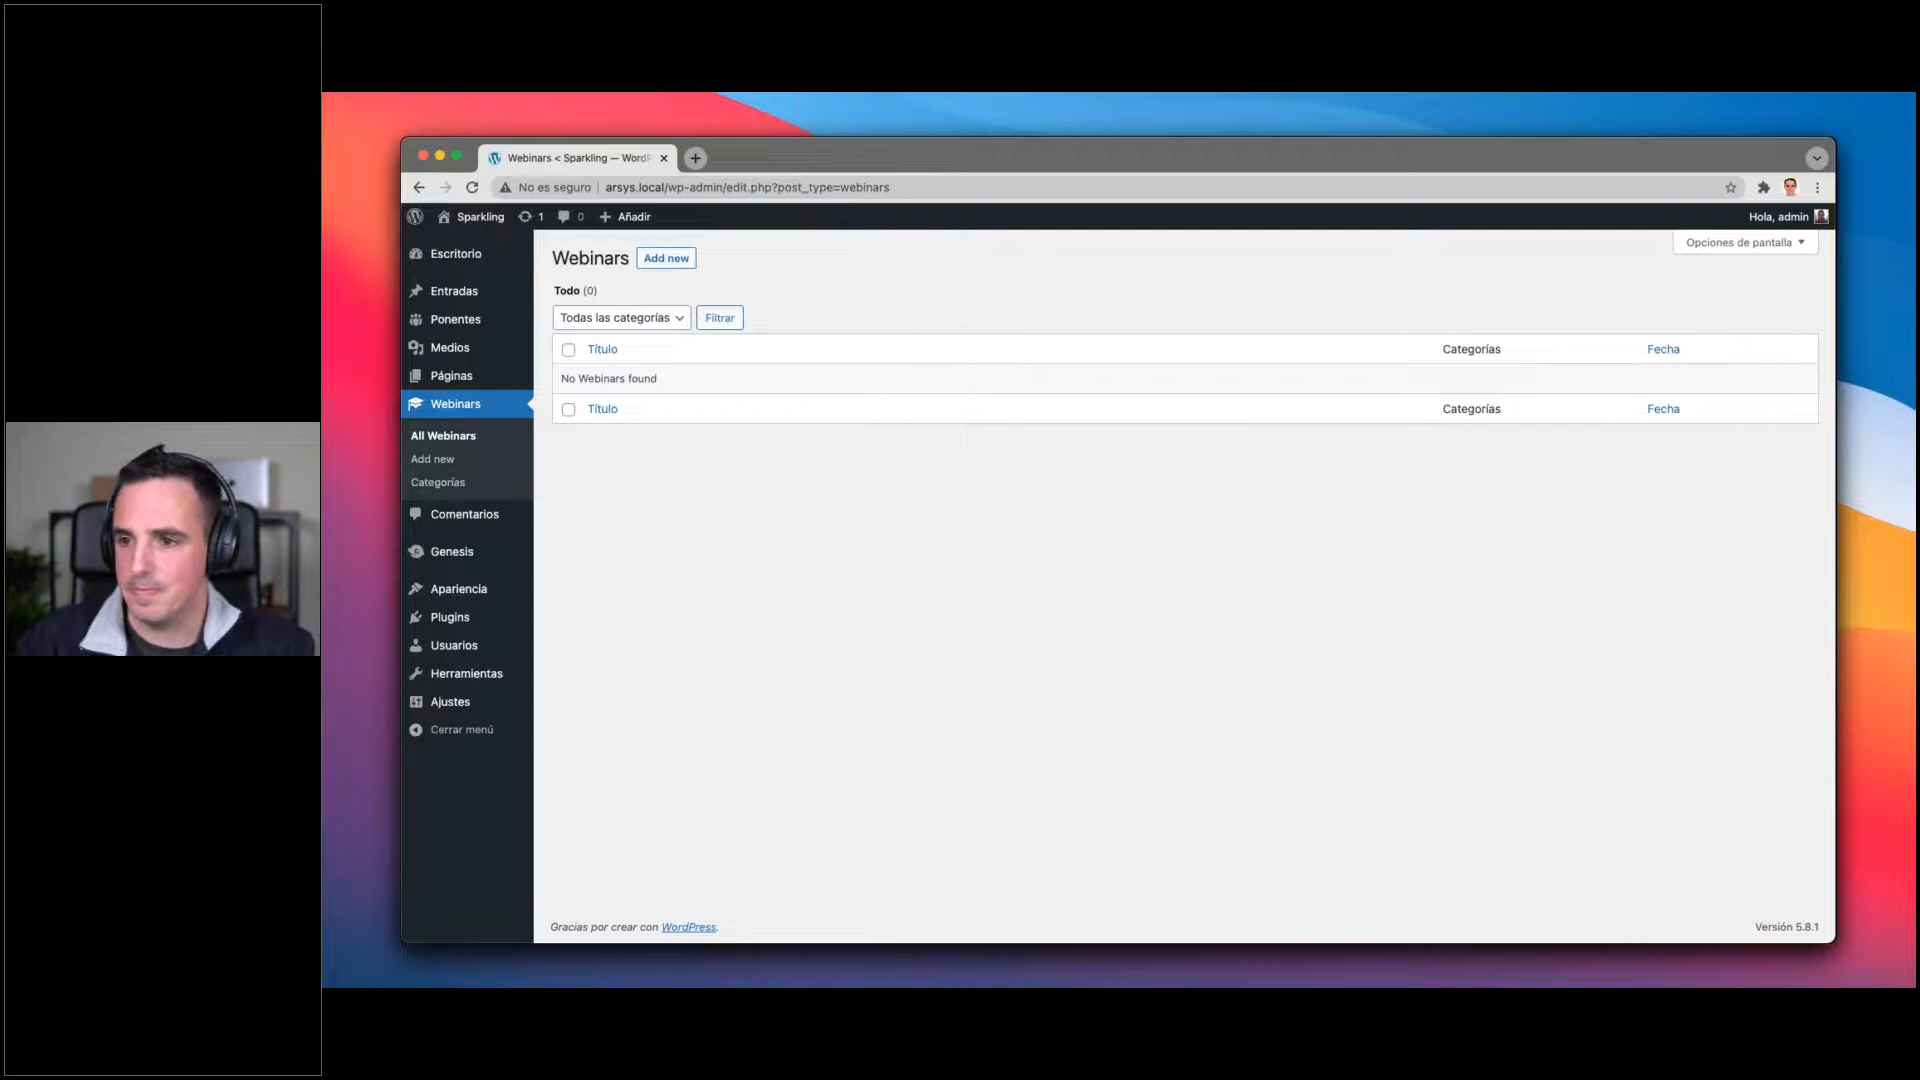 Webinars < Sparkling — WordP
No es seguro
arsys.local/wp-admin/edit.php?post_type=webinars
Sparkling
1
0
Añadir
Hola, admin
Escritorio
Entradas
Ponentes
Medios
Páginas
Webinars
All Webinars
Add new
Categorías
Comentarios
Genesis
Apariencia
Plugins
Usuarios
Herramientas
Ajustes
Cerrar menú
Opciones de pantalla
Webinars Add new
Todo (0)
Todas las categorías Filtrar
Título Categorías Fecha
No Webinars found
Título Categorías Fecha
Gracias por crear con WordPress.
Versión 5.8.1